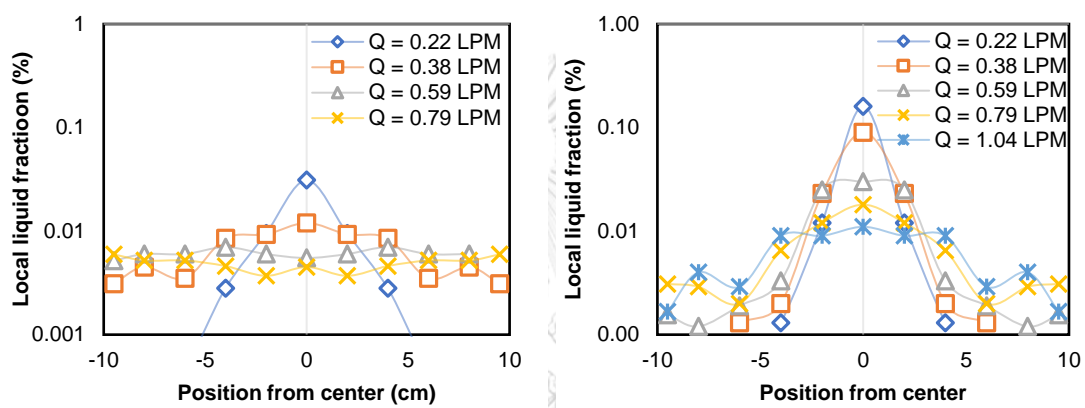 1
0.1
0.01
0.001
-10
-5
0
5
10
Local liquid fractioon (%)
Position from center (cm)
Q = 0.22 LPM
Q = 0.38 LPM
Q = 0.59 LPM
Q = 0.79 LPM
1.00
0.10
0.01
0.00
-10
-5
0
5
10
Local liquid fraction (%)
Position from center
Q = 0.22 LPM
Q = 0.38 LPM
Q = 0.59 LPM
Q = 0.79 LPM
Q = 1.04 LPM